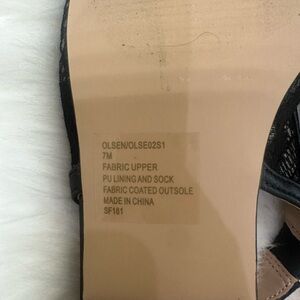 OLSEN/OLSE02S1
7M
FABRIC UPPER
PU LINING AND SOCK
FABRIC COATED OUTSOLE
MADE IN CHINA
SF161